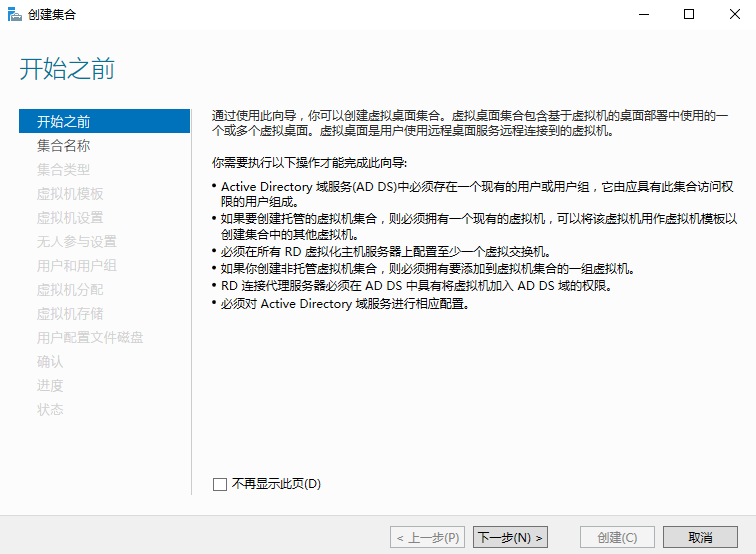 创建集合
开始之前
开始之前
集合名称
集合类型
虚拟机模板
虚拟机设置
无人参与设置
用户和用户组
虚拟机分配
虚拟机存储
用户配置文件磁盘
确认
进度
状态
通过使用此向导，你可以创建虚拟桌面集合。虚拟桌面集合包含基于虚拟机的桌面部署中使用的一
个或多个虚拟桌面。虚拟桌面是用户使用远程桌面服务远程连接到的虚拟机。
你需要执行以下操作才能完成此向导:
• Active Directory 域服务(AD DS)中必须存在一个现有的用户或用户组，它由应具有此集合访问权
限的用户组成。
• 如果要创建托管的虚拟机集合，则必须拥有一个现有的虚拟机，可以将该虚拟机用作虚拟机模板以
创建集合中的其他虚拟机。
• 必须在所有 RD 虚拟化主机服务器上配置至少一个虚拟交换机。
• 如果你创建非托管虚拟机集合，则必须拥有要添加到虚拟机集合的一组虚拟机。
• RD 连接代理服务器必须在 AD DS 中具有将虚拟机加入 AD DS 域的权限。
• 必须对 Active Directory 域服务进行相应配置。
不再显示此页(D)
< 上一步(P)
下一步(N) >
创建(C)
取消